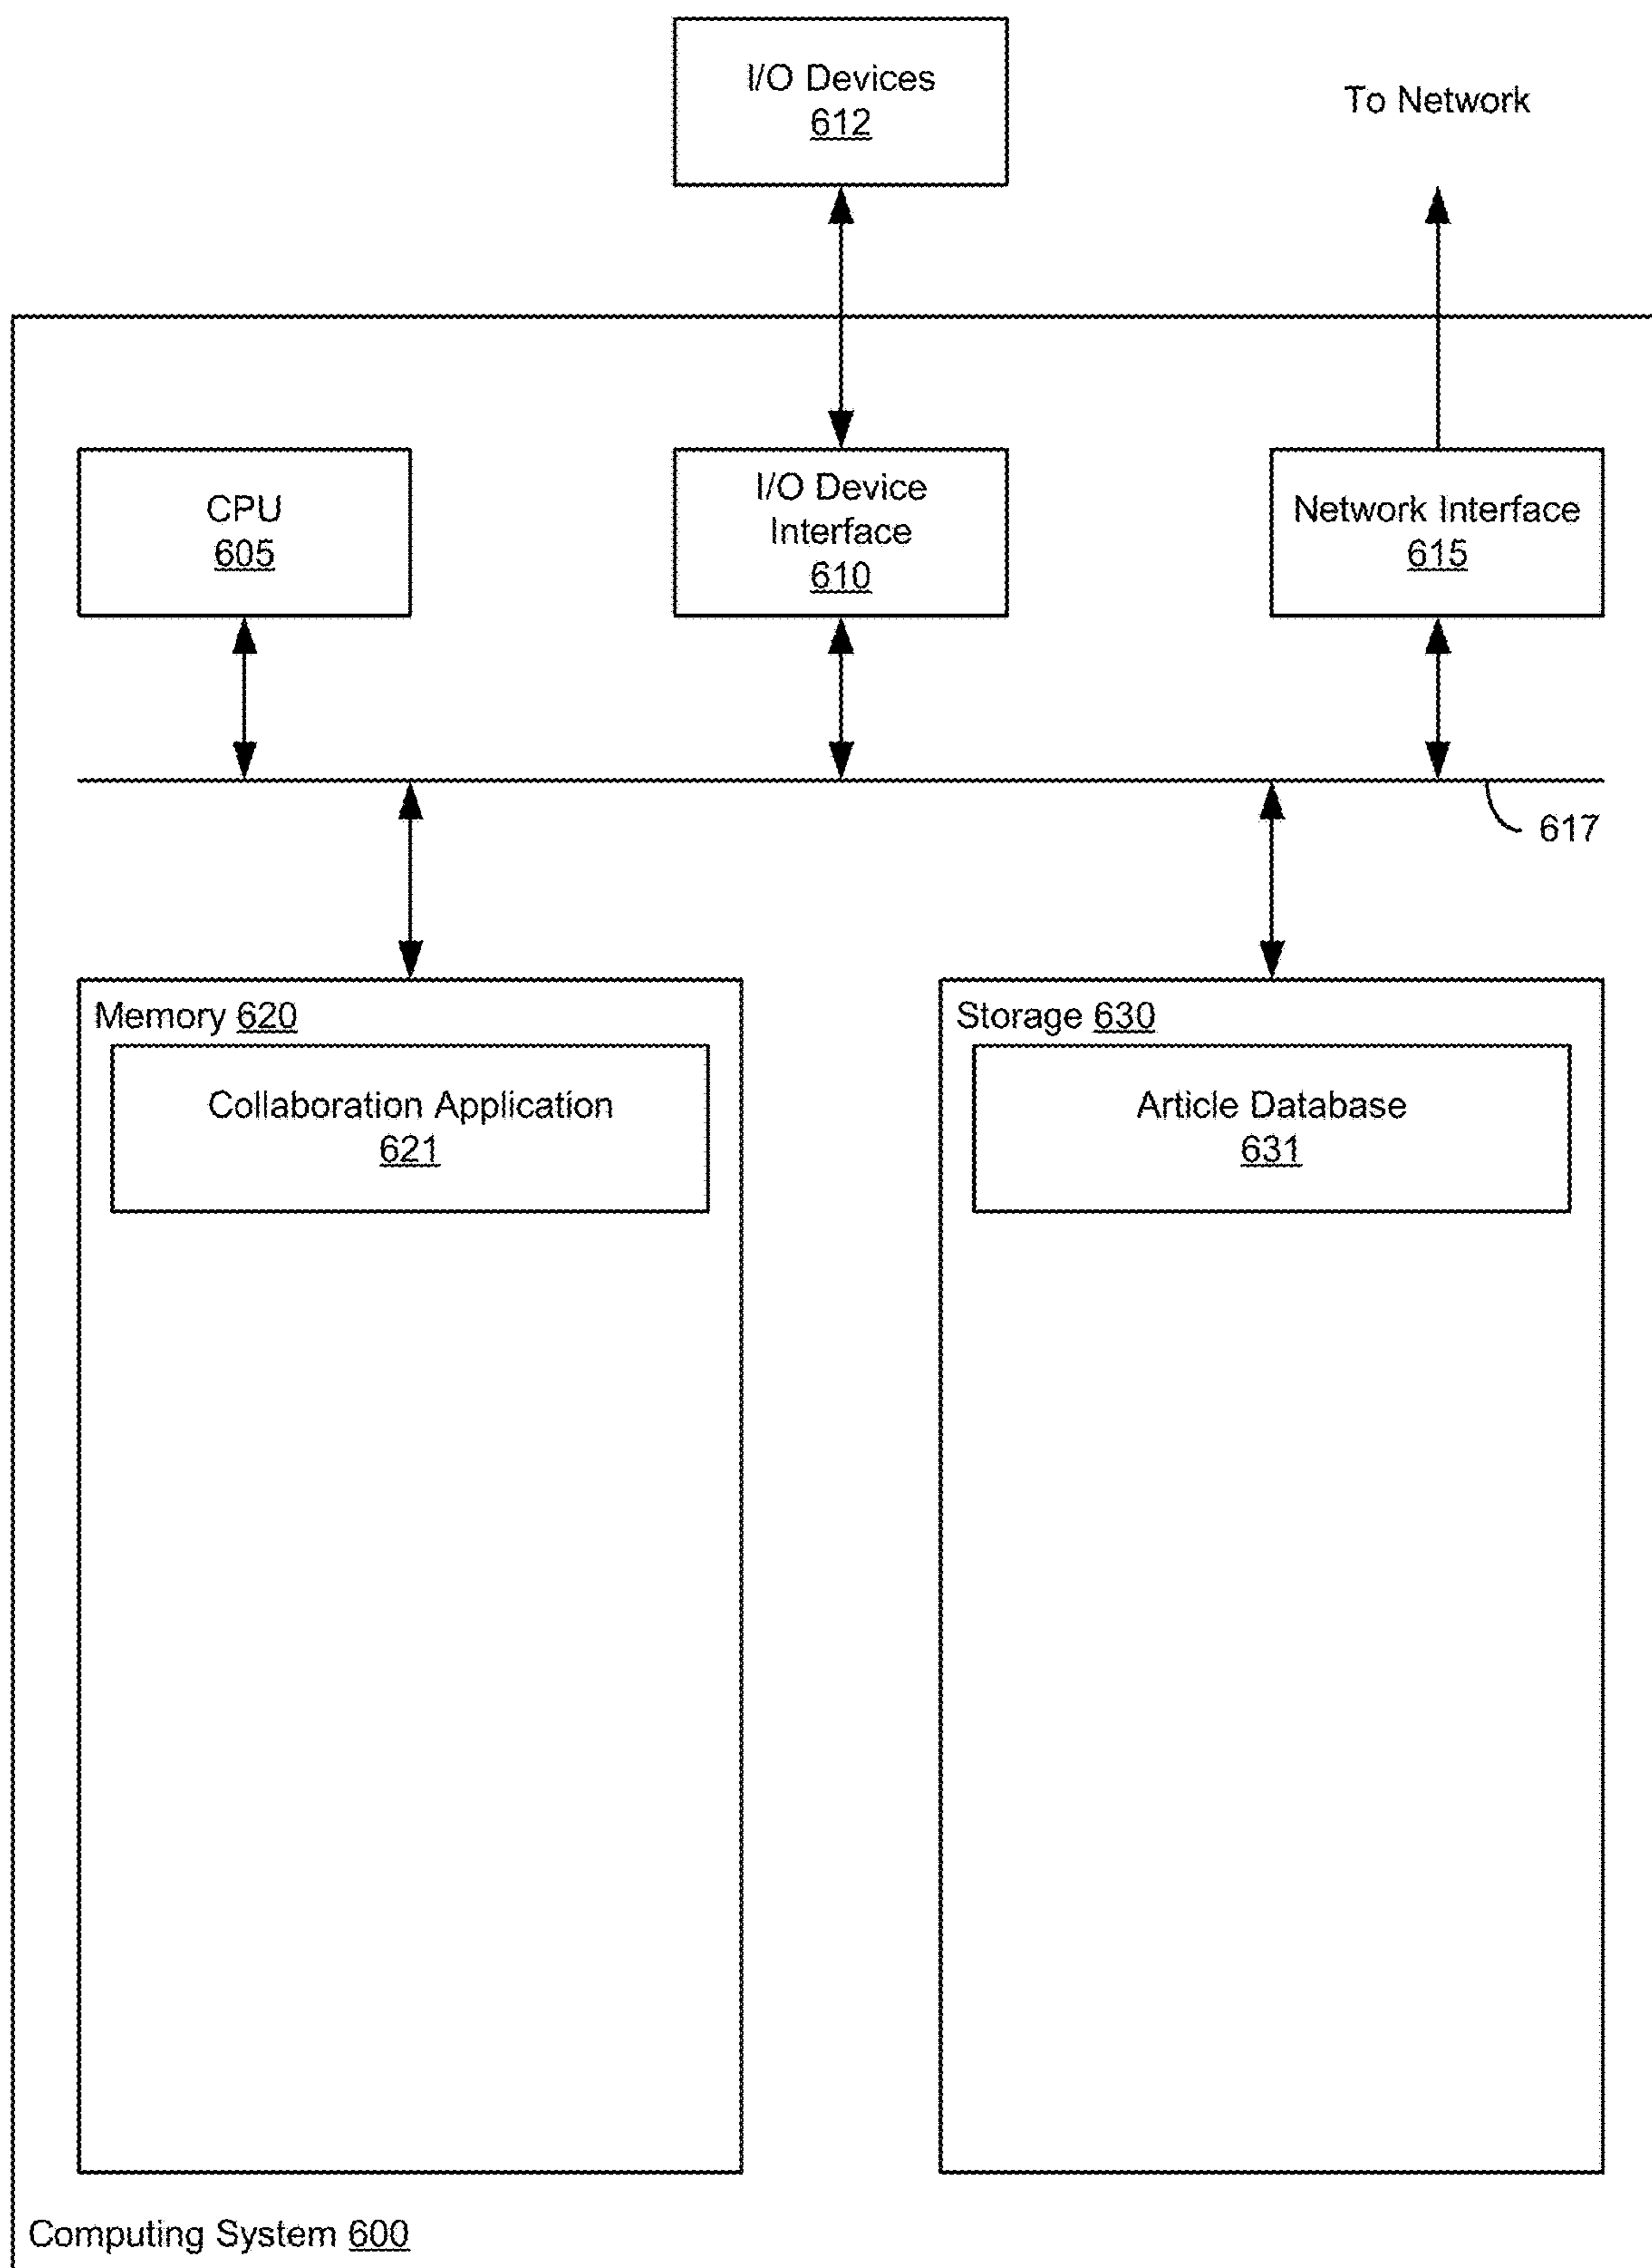 I/O Devices
612
To Network
CPU
605
I/O Device
Interface
610
Network Interface
615
617
Memory 620
Collaboration Application
621
Storage 630
Article Database
631
Computing System 600